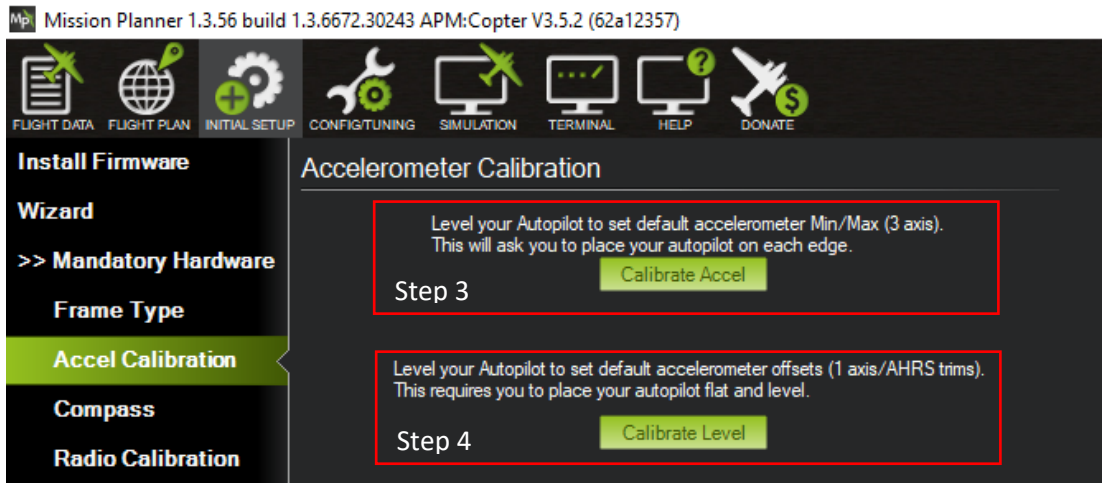 Mp Mission Planner 1.3.56 build 1.3.6672.30243 APM:Copter V3.5.2 (62a12357)
FLIGHT DATA FLIGHT PLAN INITIAL SETUP CONFIG/TUNING SIMULATION TERMINAL HELP DONATE
Install Firmware
Wizard
>> Mandatory Hardware
Frame Type
Accel Calibration
Compass
Radio Calibration
Accelerometer Calibration
Level your Autopilot to set default accelerometer Min/Max (3 axis).
This will ask you to place your autopilot on each edge.
Calibrate Accel
Step 3
Level your Autopilot to set default accelerometer offsets (1 axis/AHRS trims).
This requires you to place your autopilot flat and level.
Calibrate Level
Step 4